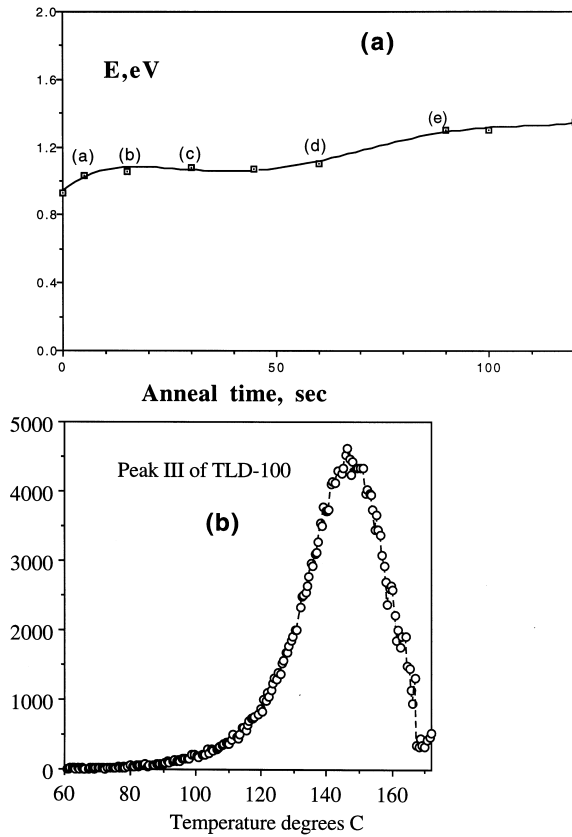 2.0
(a)
E,eV
1.6
(a) (b) (c) (d) (e)
1.2
0.8
0.4
0.0
0 50 100
Anneal time, sec
5000
Peak III of TLD-100
4000
(b)
3000
2000
1000
0
60 80 100 120 140 160
Temperature degrees C